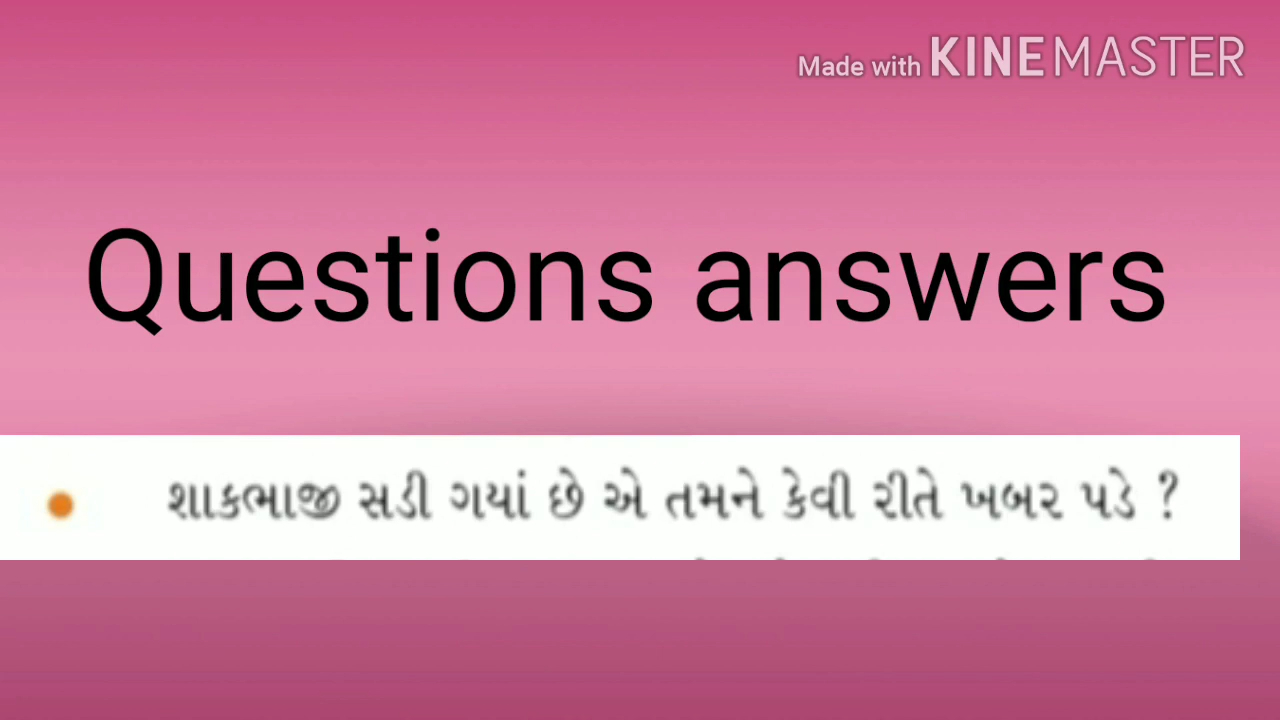 Made with KINEMASTER
Questions answers
શાકભાજી સડી ગયાં છે એ તમને કેવી રીતે ખબર પડે ?